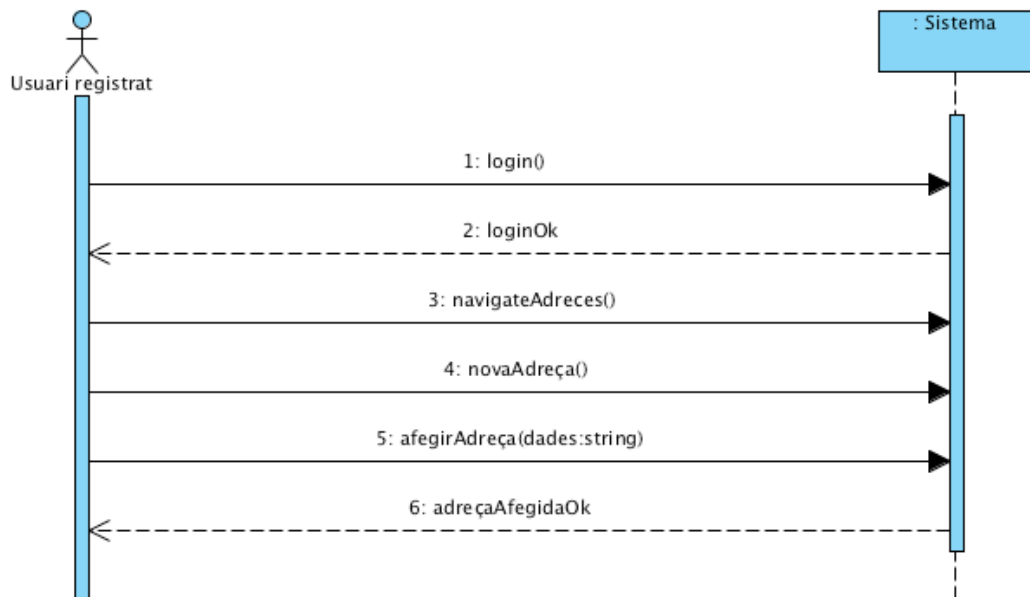 : Sistema
Usuari registrat
1: login()
2: loginOk
3: navigateAdreces()
4: novaAdreça()
5: afegirAdreça(dades:string)
6: adreçaAfegidaOk